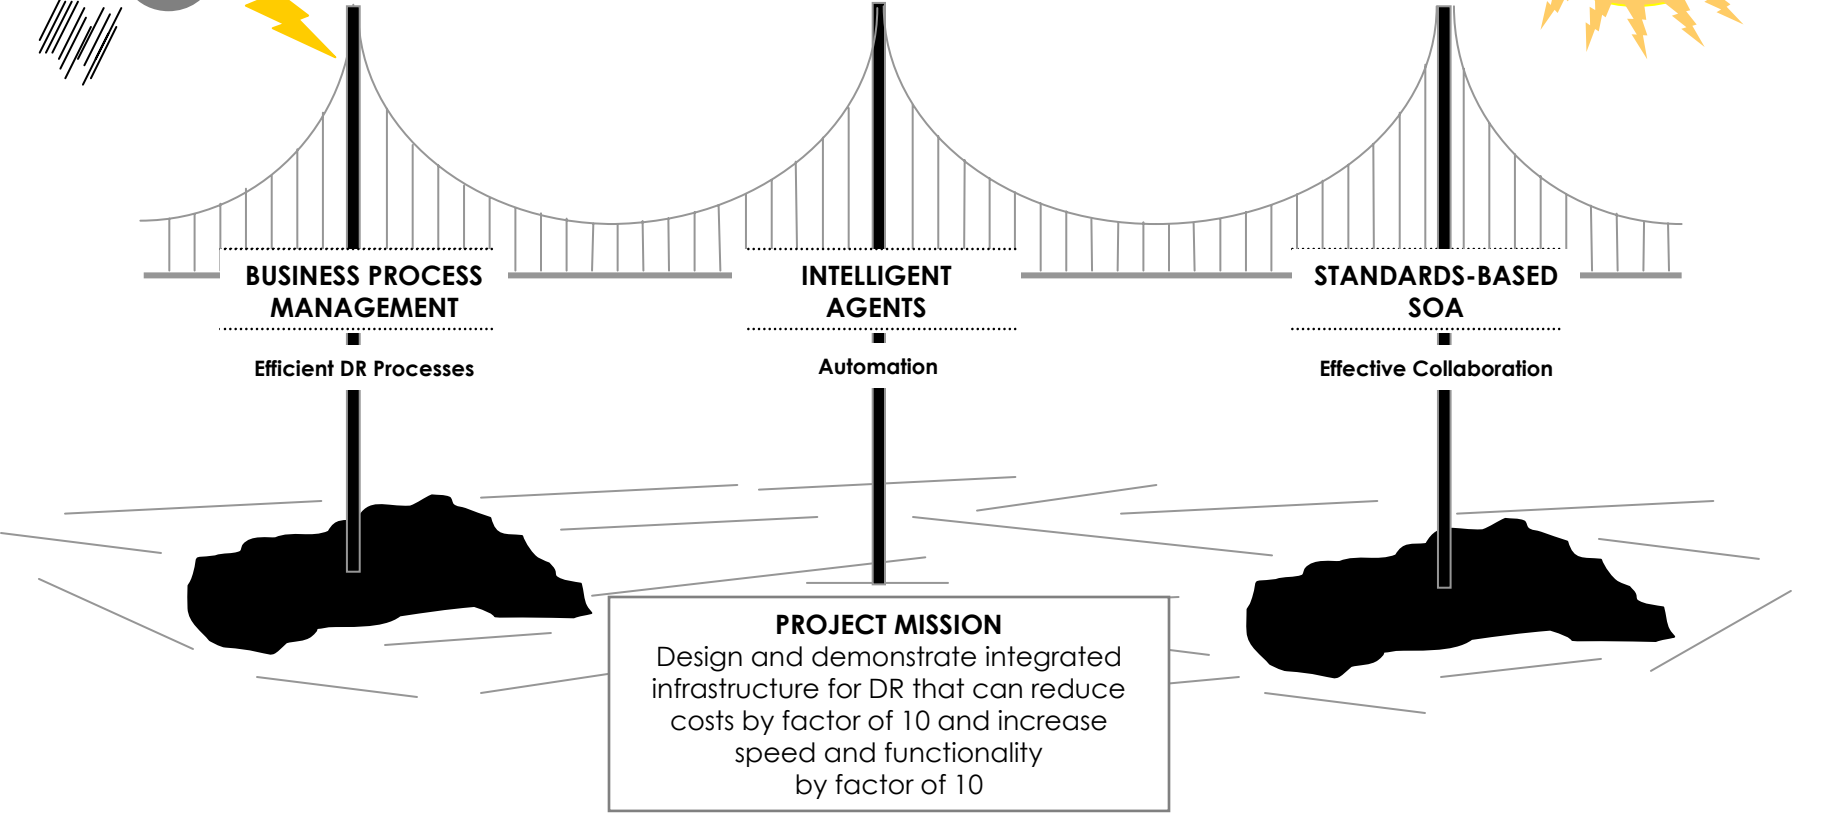 BUSINESS PROCESS
MANAGEMENT
Efficient DR Processes
INTELLIGENT
AGENTS
Automation
STANDARDS-BASED
SOA
Effective Collaboration
PROJECT MISSION
Design and demonstrate integrated
infrastructure for DR that can reduce
costs by factor of 10 and increase
speed and functionality
by factor of 10